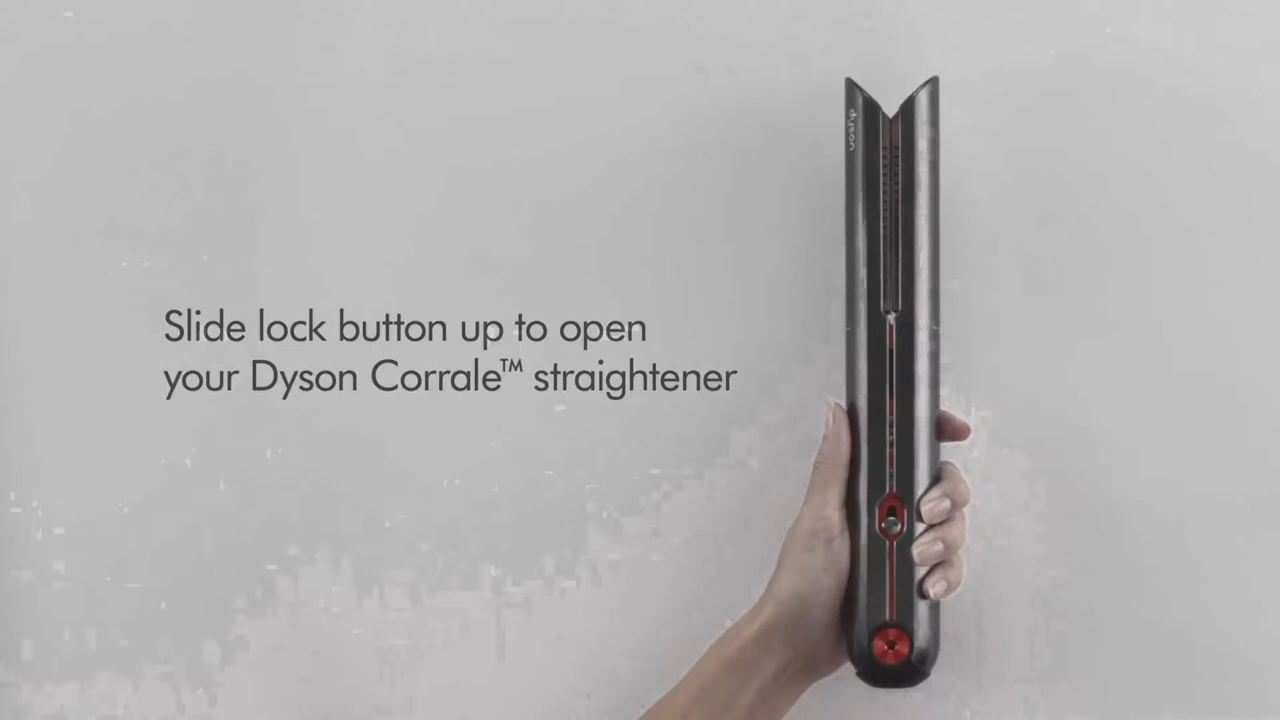 Slide lock button up to open
your Dyson Corrale™ straightener
dyson